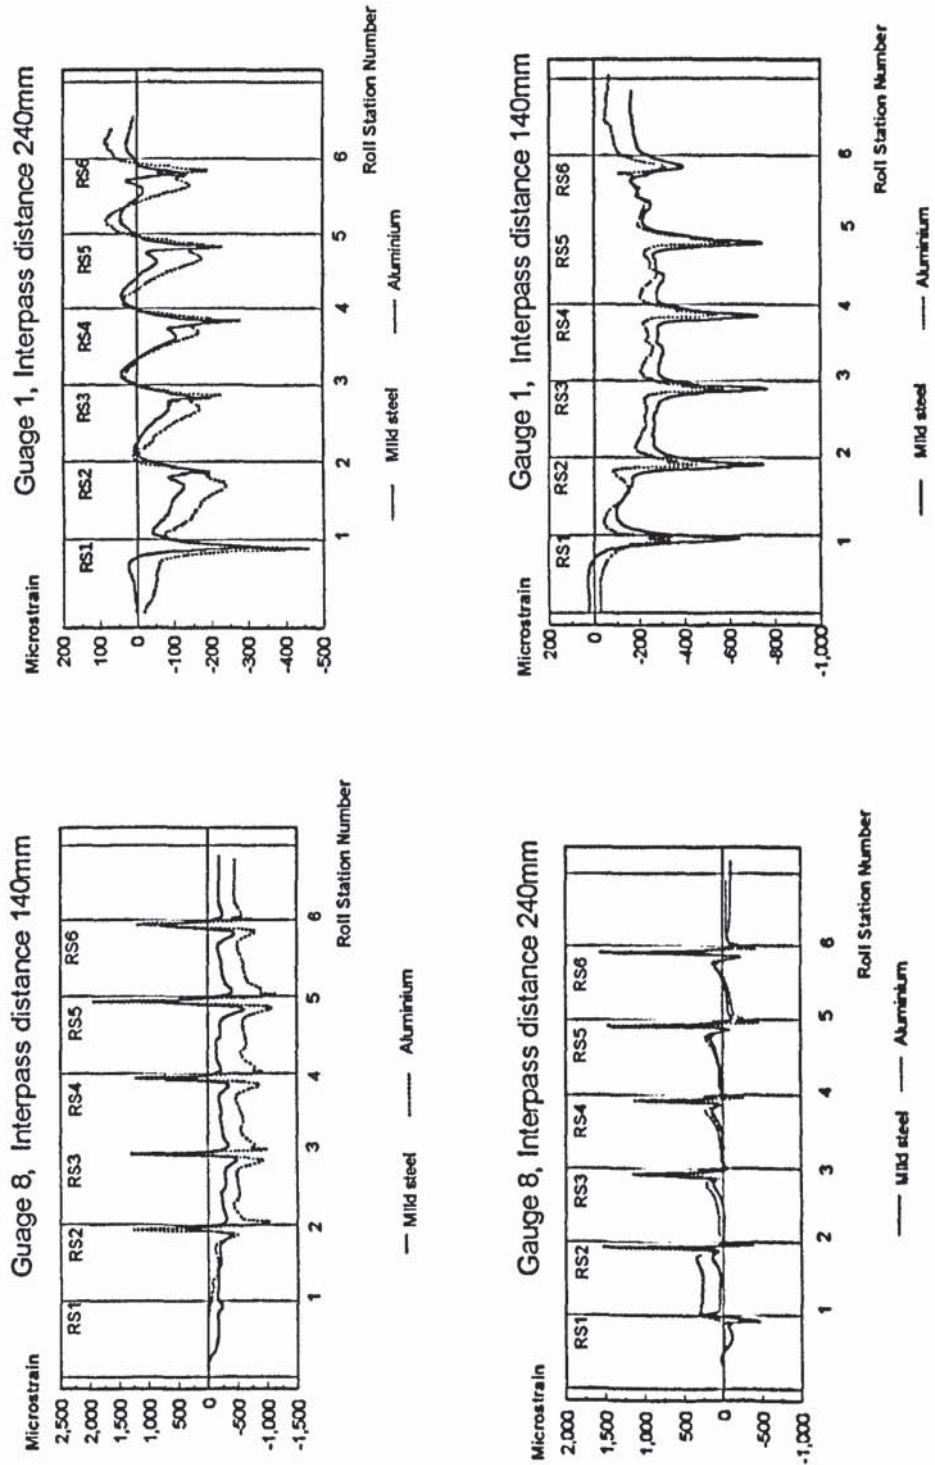 Guage 8, Interpass distance 140mm
Microstrain
2,500
2,000
1,500
1,000
500
0
-500
-1,000
-1,500
RS1 RS2 RS3 RS4 RS5 RS6
1 2 3 4 5 6
Roll Station Number
Mild steel Aluminium
Guage 1, Interpass distance 240mm
Microstrain
200
100
0
-100
-200
-300
-400
-500
RS1 RS2 RS3 RS4 RS5 RS6
1 2 3 4 5 6
Roll Station Number
Mild steel Aluminium
Gauge 8, Interpass distance 240mm
Microstrain
2,000
1,500
1,000
500
0
-500
-1,000
RS1 RS2 RS3 RS4 RS5 RS6
1 2 3 4 5 6
Roll Station Number
Mild steel Aluminium
Gauge 1, Interpass distance 140mm
Microstrain
200
0
-200
-400
-600
-800
-1,000
RS1 RS2 RS3 RS4 RS5 RS6
1 2 3 4 5 6
Roll Station Number
Mild steel Aluminium